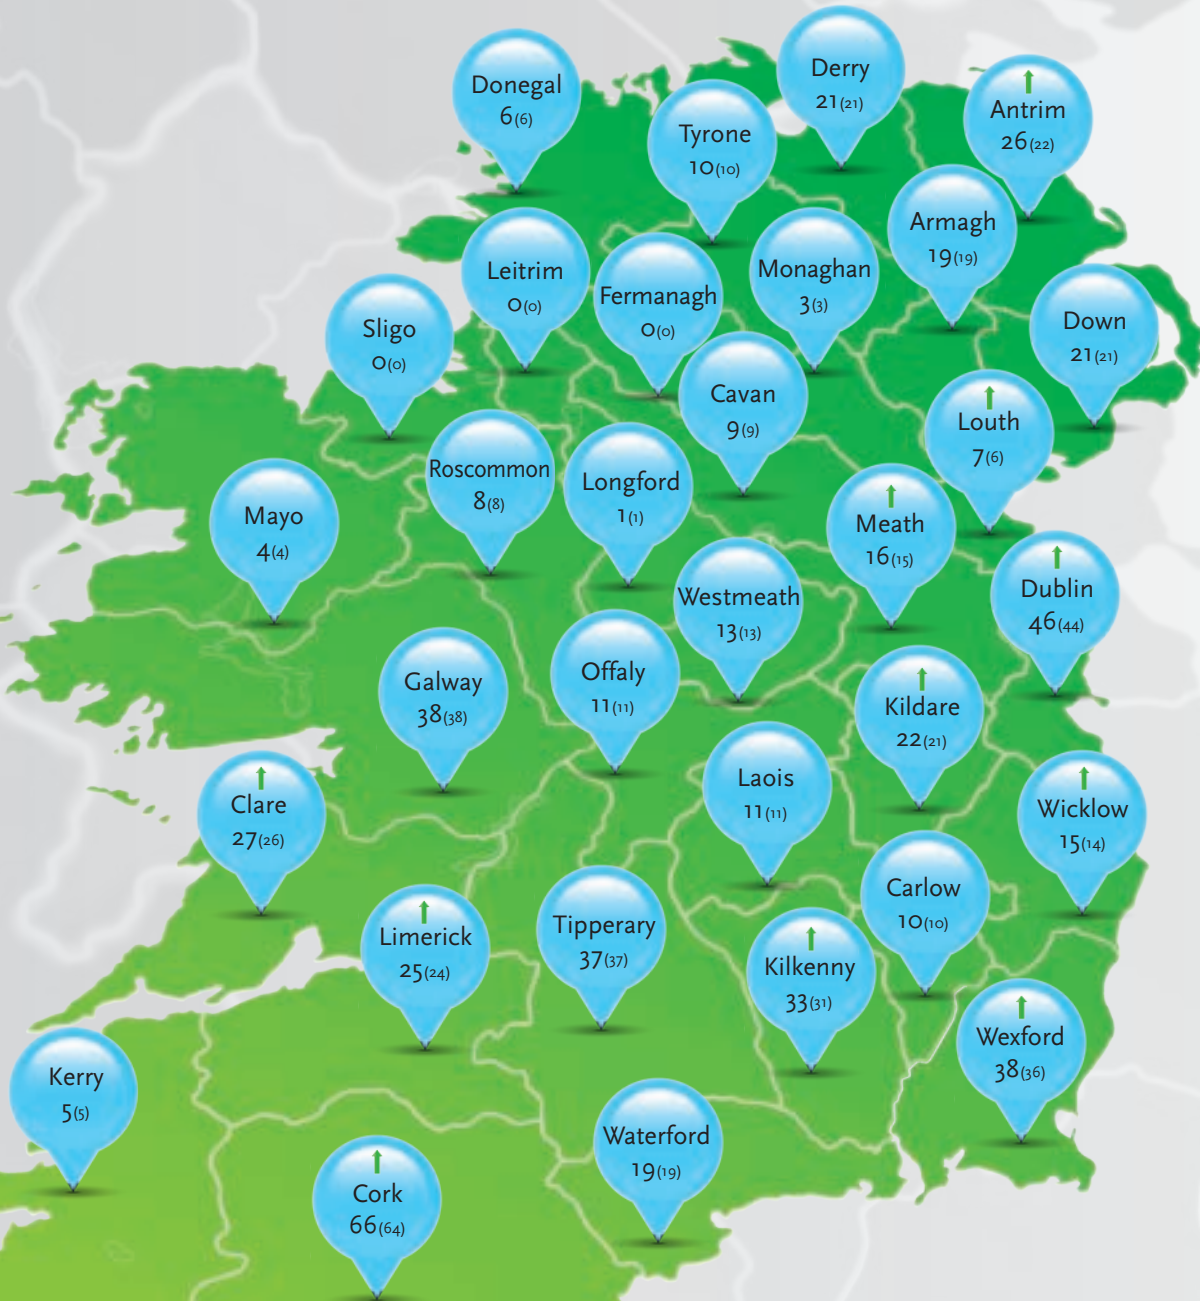 Derry
21(21)
Donegal
6(6)
Antrim
26(22)
Tyrone
10(10)
Armagh
19(19)
Leitrim
0(0)
Monaghan
3(3)
Fermanagh
0(0)
Down
21(21)
Sligo
0(0)
Cavan
9(9)
Louth
7(6)
Roscommon
8(8)
Longford
1(1)
Mayo
4(4)
Meath
16(15)
Dublin
46(44)
Westmeath
13(13)
Offaly
11(11)
Galway
38(38)
Kildare
22(21)
Laois
11(11)
Clare
27(26)
Wicklow
15(14)
Carlow
10(10)
Tipperary
37(37)
Limerick
25(24)
Kilkenny
33(31)
Wexford
38(36)
Kerry
5(5)
Waterford
19(19)
Cork
66(64)